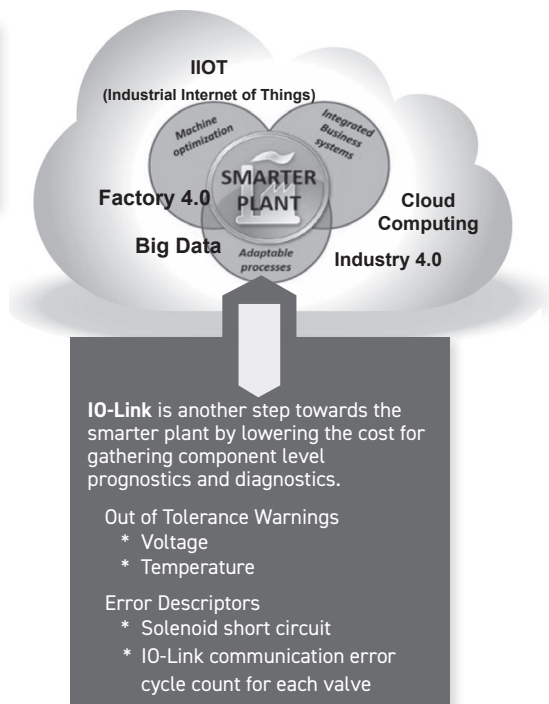 IIOT
(Industrial Internet of Things)
Machine
optimization
Integrated
Business
systems
SMARTER
PLANT
Factory 4.0
Cloud
Computing
Big Data
Adaptable
processes
Industry 4.0
IO-Link is another step towards the
smarter plant by lowering the cost for
gathering component level
prognostics and diagnostics.
Out of Tolerance Warnings
* Voltage
* Temperature
Error Descriptors
* Solenoid short circuit
* IO-Link communication error
cycle count for each valve